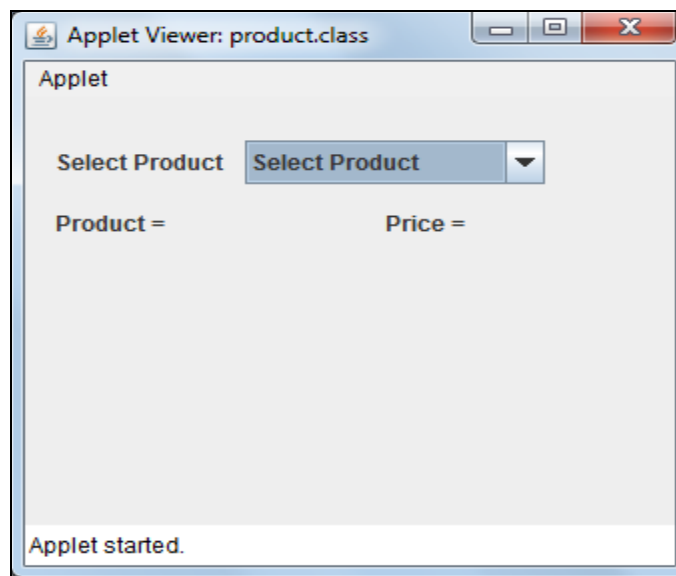 Applet Viewer: product.class
Applet
Select Product Select Product
Product = Price =
Applet started.